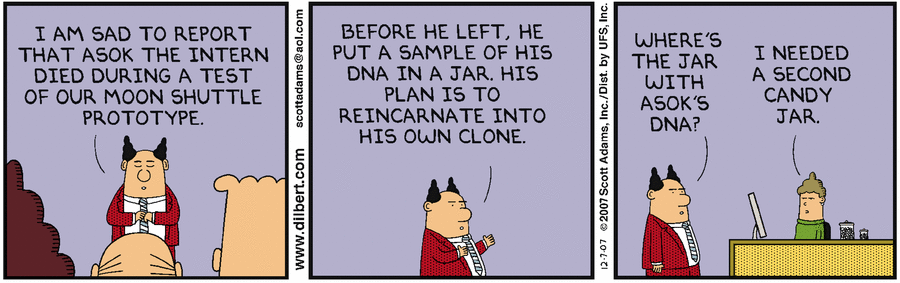 I AM SAD TO REPORT
THAT ASOK THE INTERN
DIED DURING A TEST
OF OUR MOON SHUTTLE
PROTOTYPE.
www.dilbert.com scottadams@aol.com
BEFORE HE LEFT, HE
PUT A SAMPLE OF HIS
DNA IN A JAR. HIS
PLAN IS TO
REINCARNATE INTO
HIS OWN CLONE.
12-7-07 © 2007 Scott Adams, Inc./Dist. by UFS, Inc.
WHERE'S
THE JAR
WITH
ASOK'S
DNA?
I NEEDED
A SECOND
CANDY
JAR.